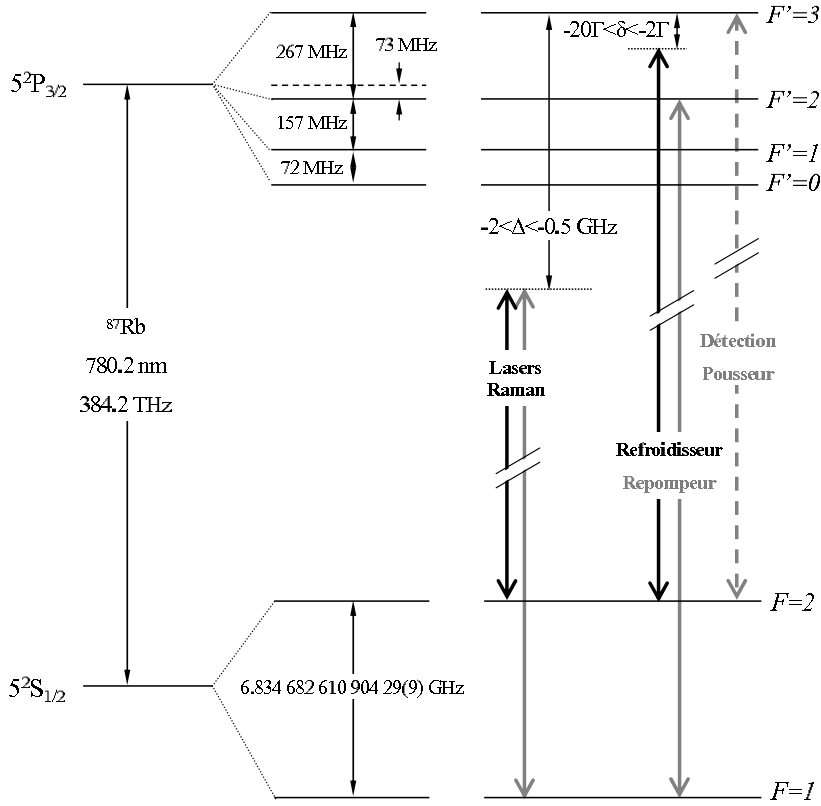 5²P₃/₂
267 MHz
73 MHz
157 MHz
72 MHz
-20Γ<δ<-2Γ
F'=3
F'=2
F'=1
F'=0
-2<Δ<-0.5 GHz
⁸⁷Rb
780.2 nm
384.2 THz
Lasers
Raman
Détection
Pousseur
Refroidisseur
Repompeur
F=2
5²S₁/₂
6.834 682 610 904 29(9) GHz
F=1